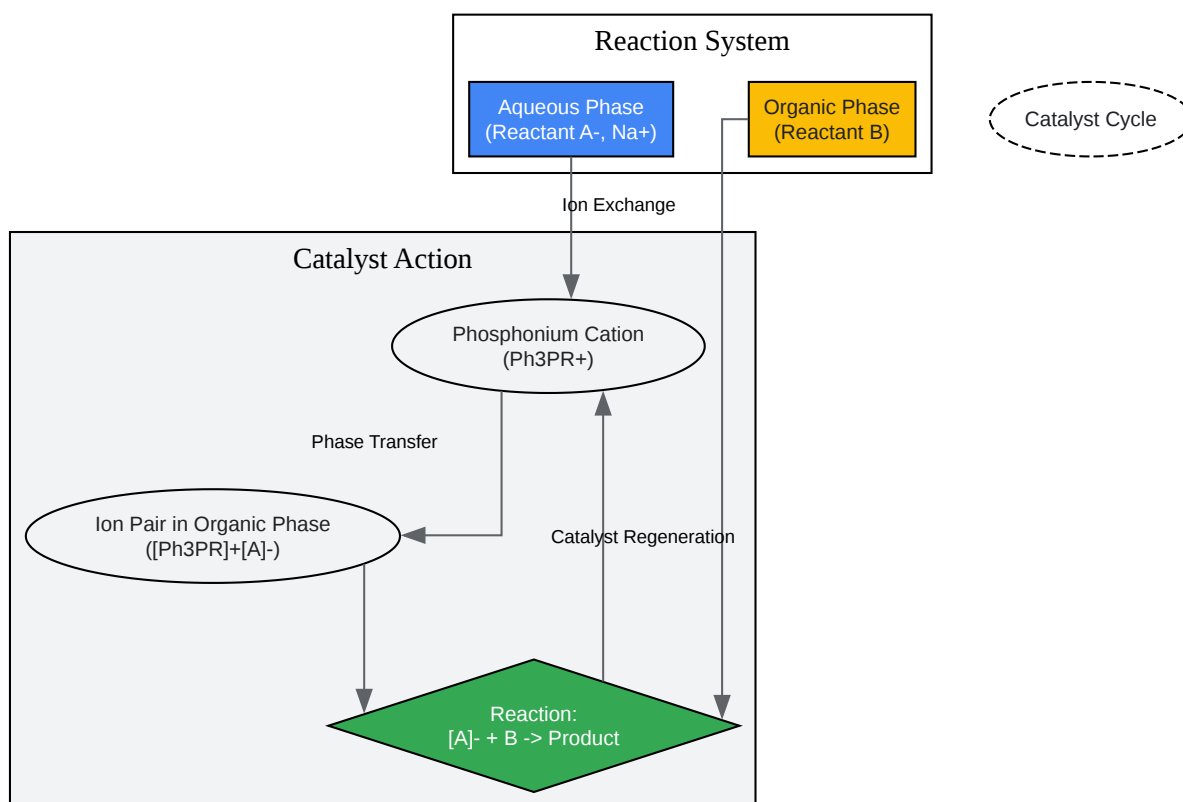 Reaction System
Aqueous Phase
(Reactant A-, Na+)
Organic Phase
(Reactant B)
Catalyst Cycle
Ion Exchange
Catalyst Action
Phosphonium Cation
(Ph3PR+)
Phase Transfer
Ion Pair in Organic Phase
([Ph3PR]+[A]-)
Catalyst Regeneration
Reaction:
[A]- + B -> Product